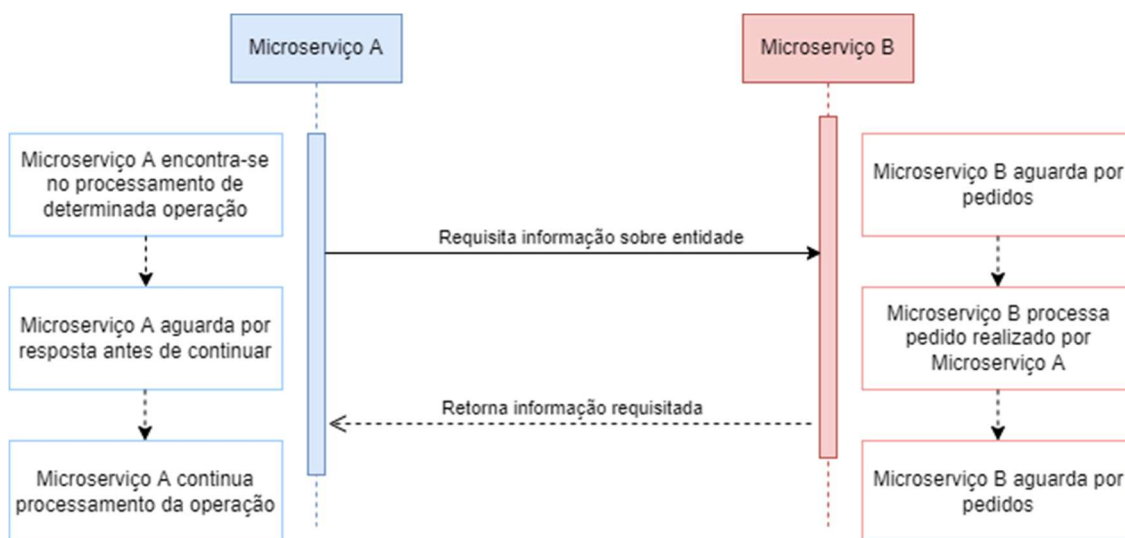 Microserviço A
Microserviço B
Microserviço A encontra-se
no processamento de
determinada operação
Microserviço B aguarda por
pedidos
Requisita informação sobre entidade
Microserviço A aguarda por
resposta antes de continuar
Microserviço B processa
pedido realizado por
Microserviço A
Retorna informação requisitada
Microserviço A continua
processamento da operação
Microserviço B aguarda por
pedidos